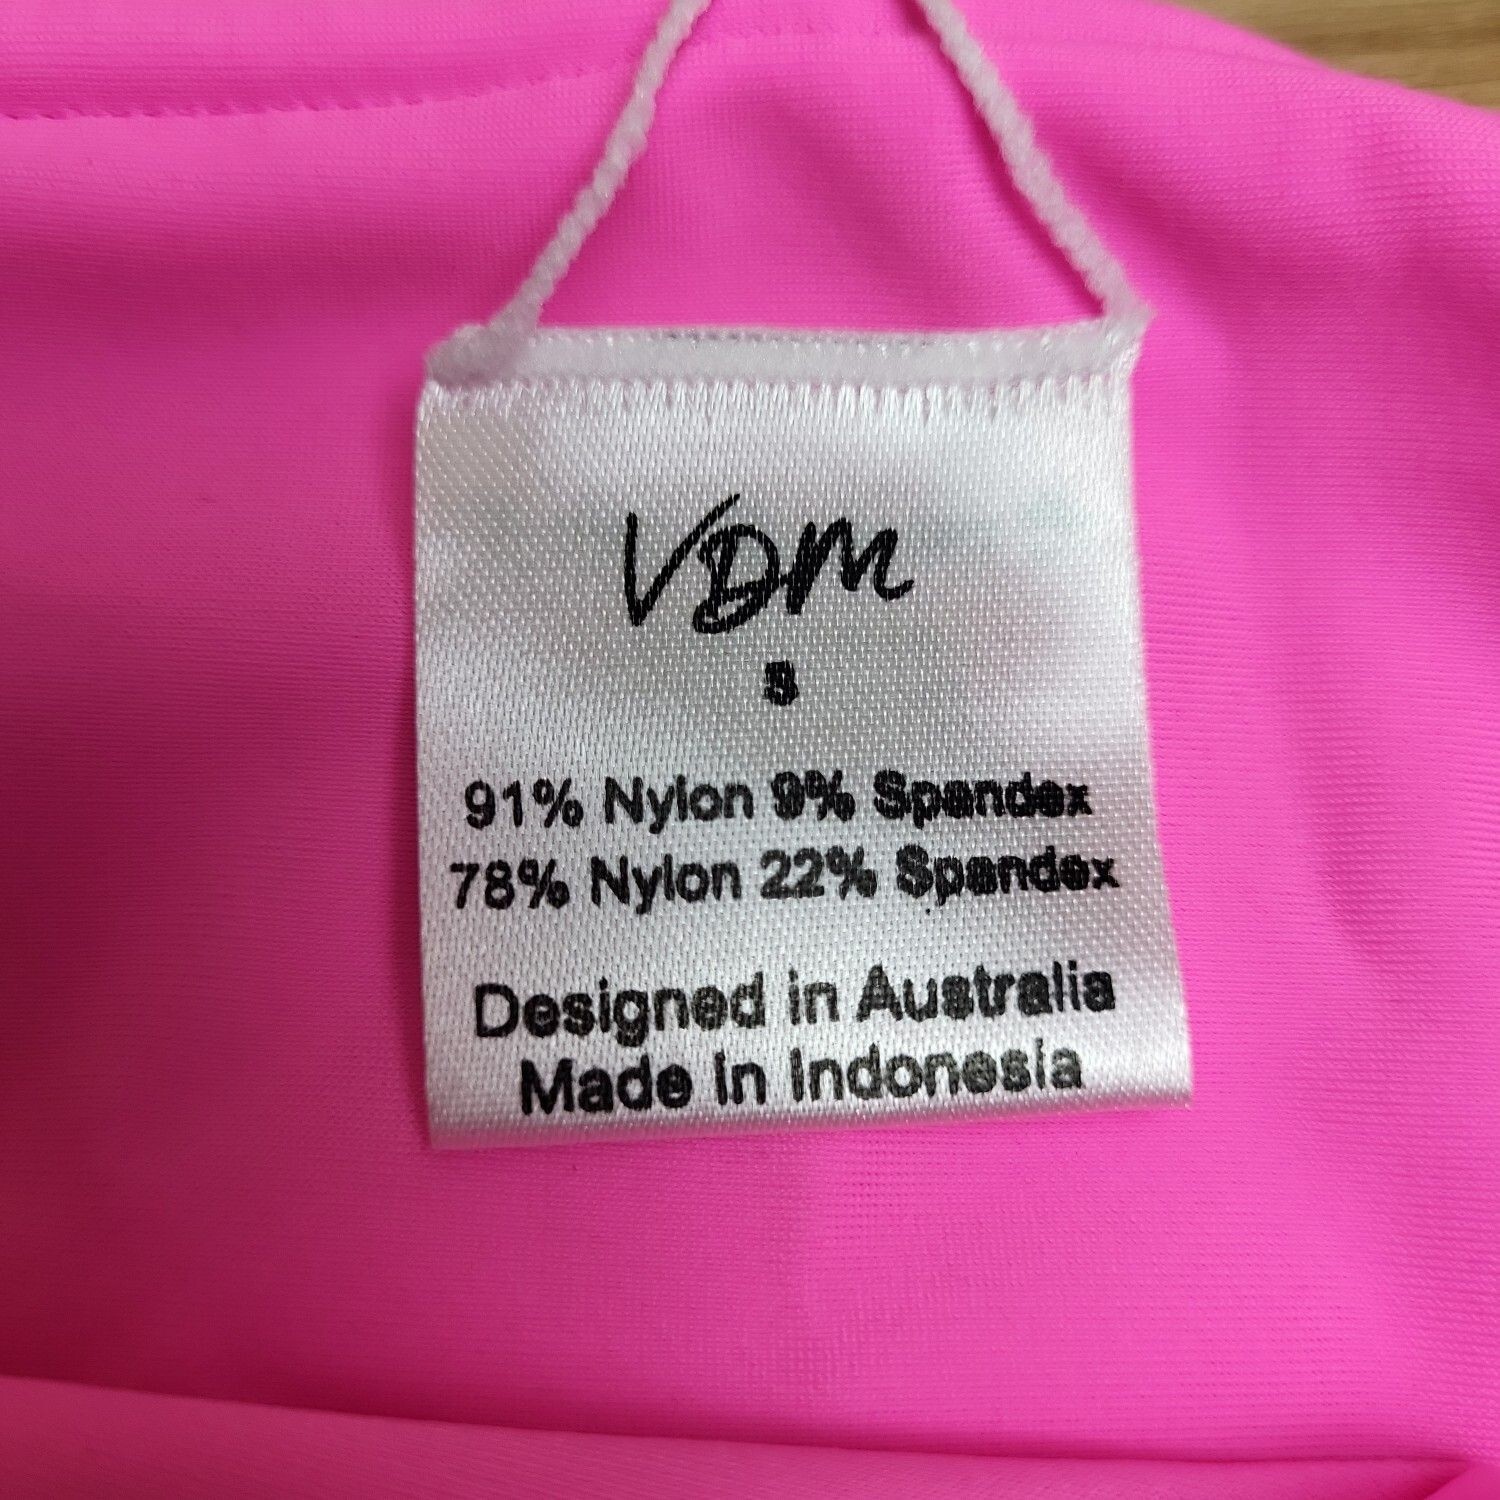 VDM
S
91% Nylon 9% Spandex
78% Nylon 22% Spandex
Designed in Australia
Made in Indonesia